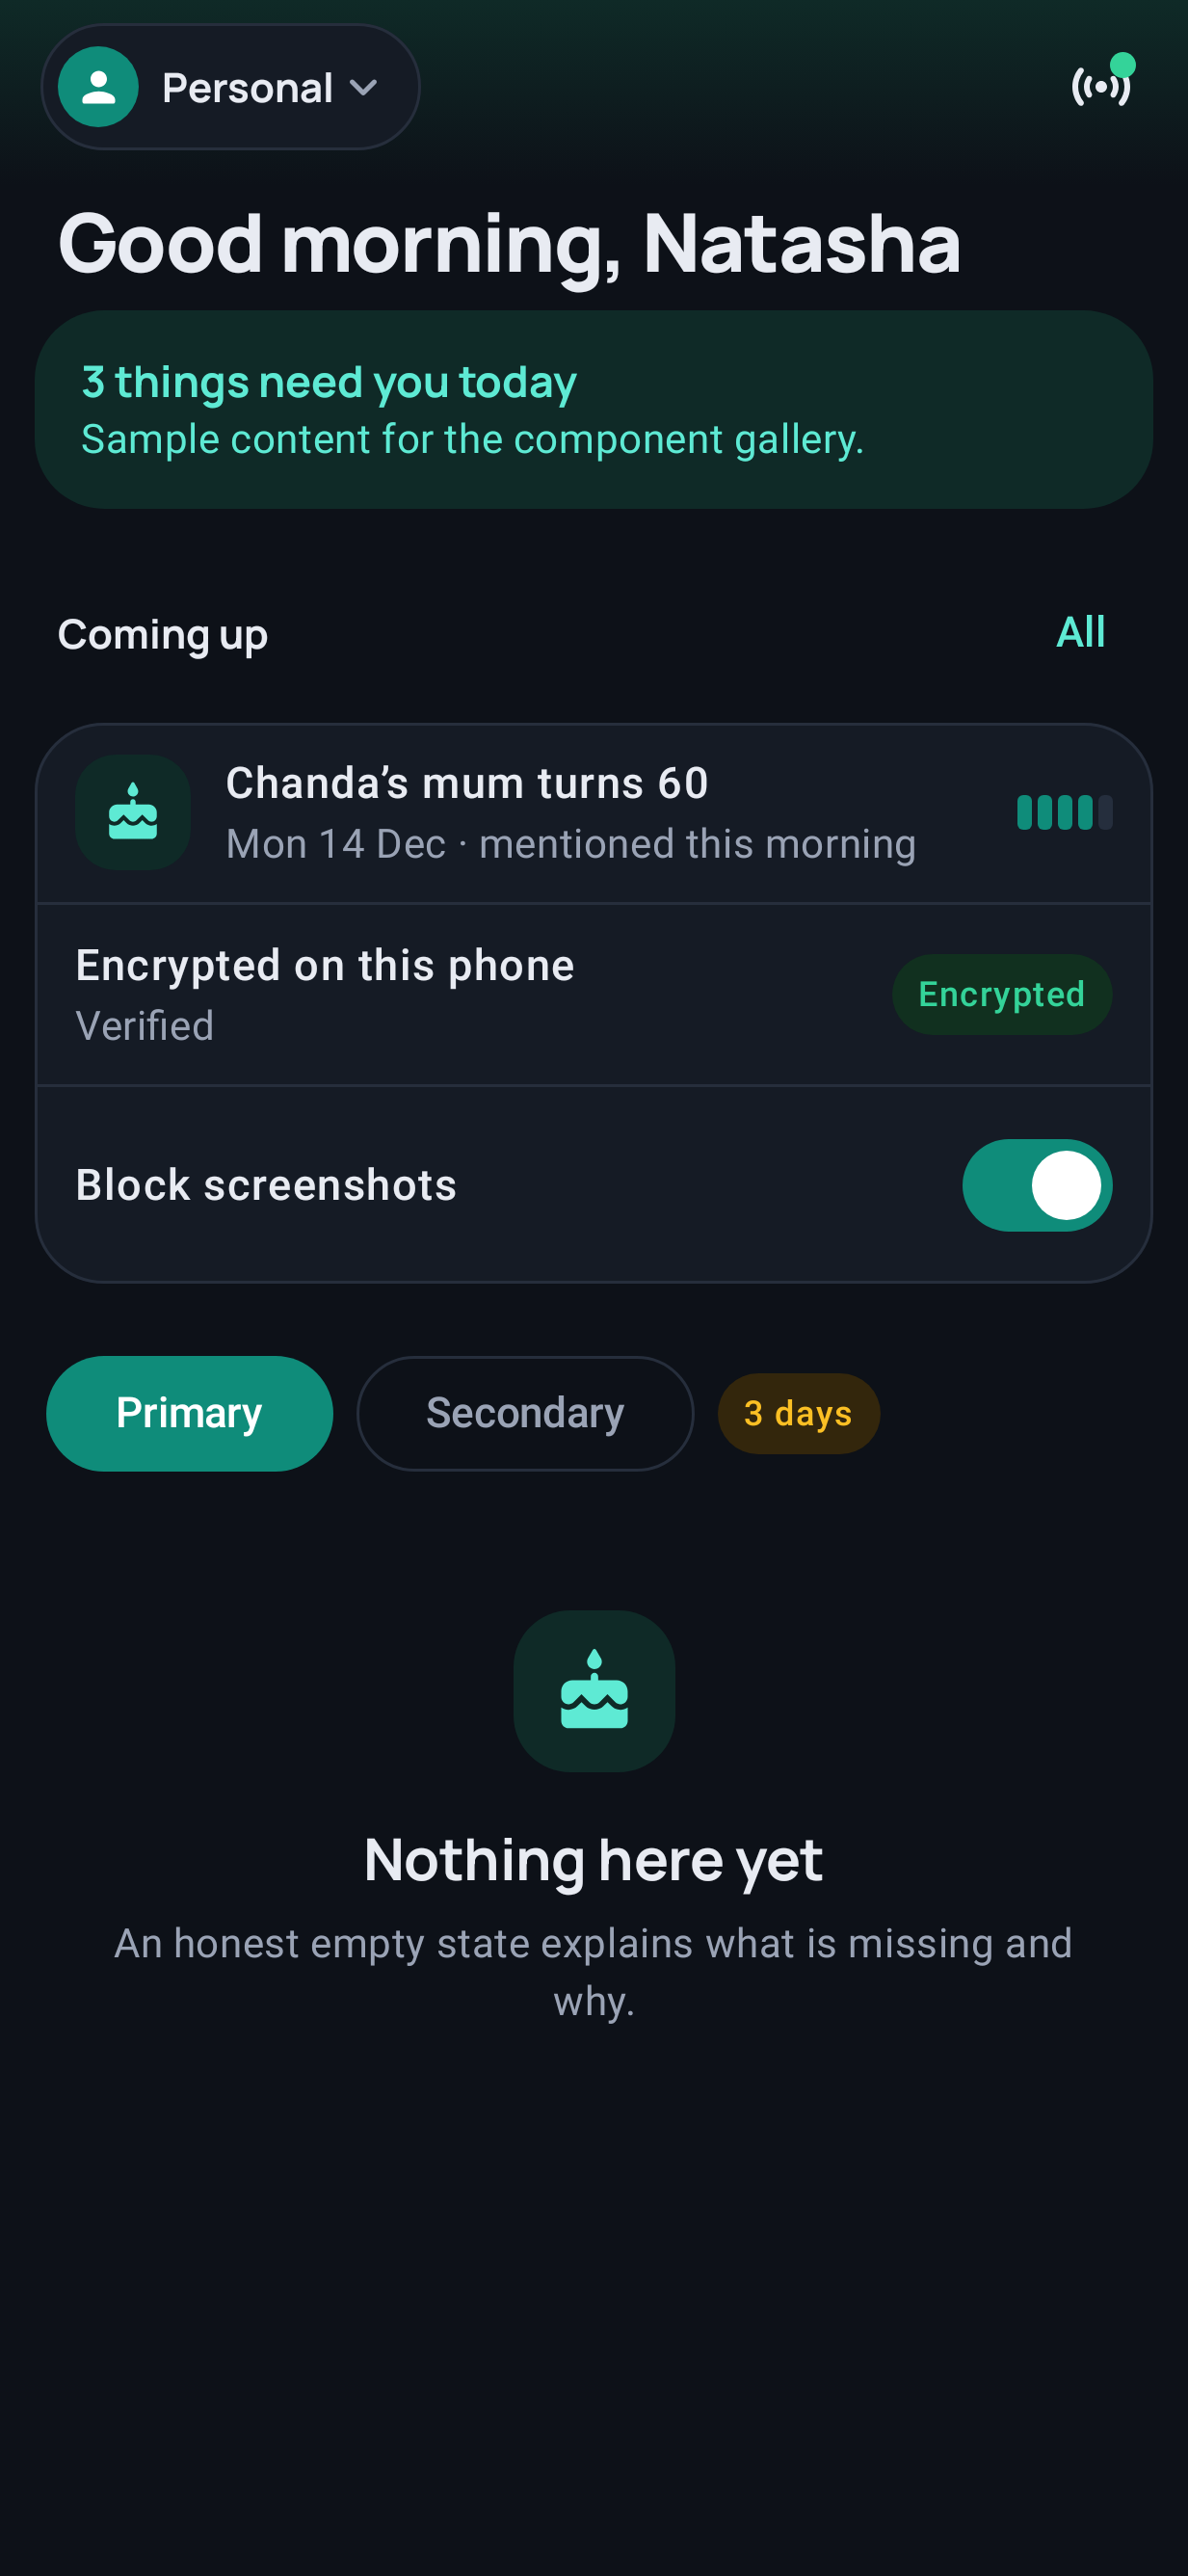 Personal
Good morning, Natasha
3 things need you today
Sample content for the component gallery.
Coming up
All
Chanda’s mum turns 60
Mon 14 Dec · mentioned this morning
Encrypted on this phone
Verified
Encrypted
Block screenshots
Primary
Secondary
3 days
Nothing here yet
An honest empty state explains what is missing and
why.